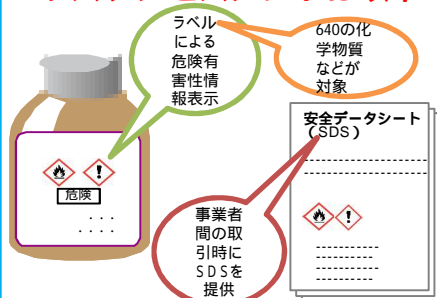 ラベル
による
危険有
害性情
報表示
640の化
学物質
などが
対象
安全データシート
（SDS）
危険
事業者
間の取
引時に
SDSを
提供